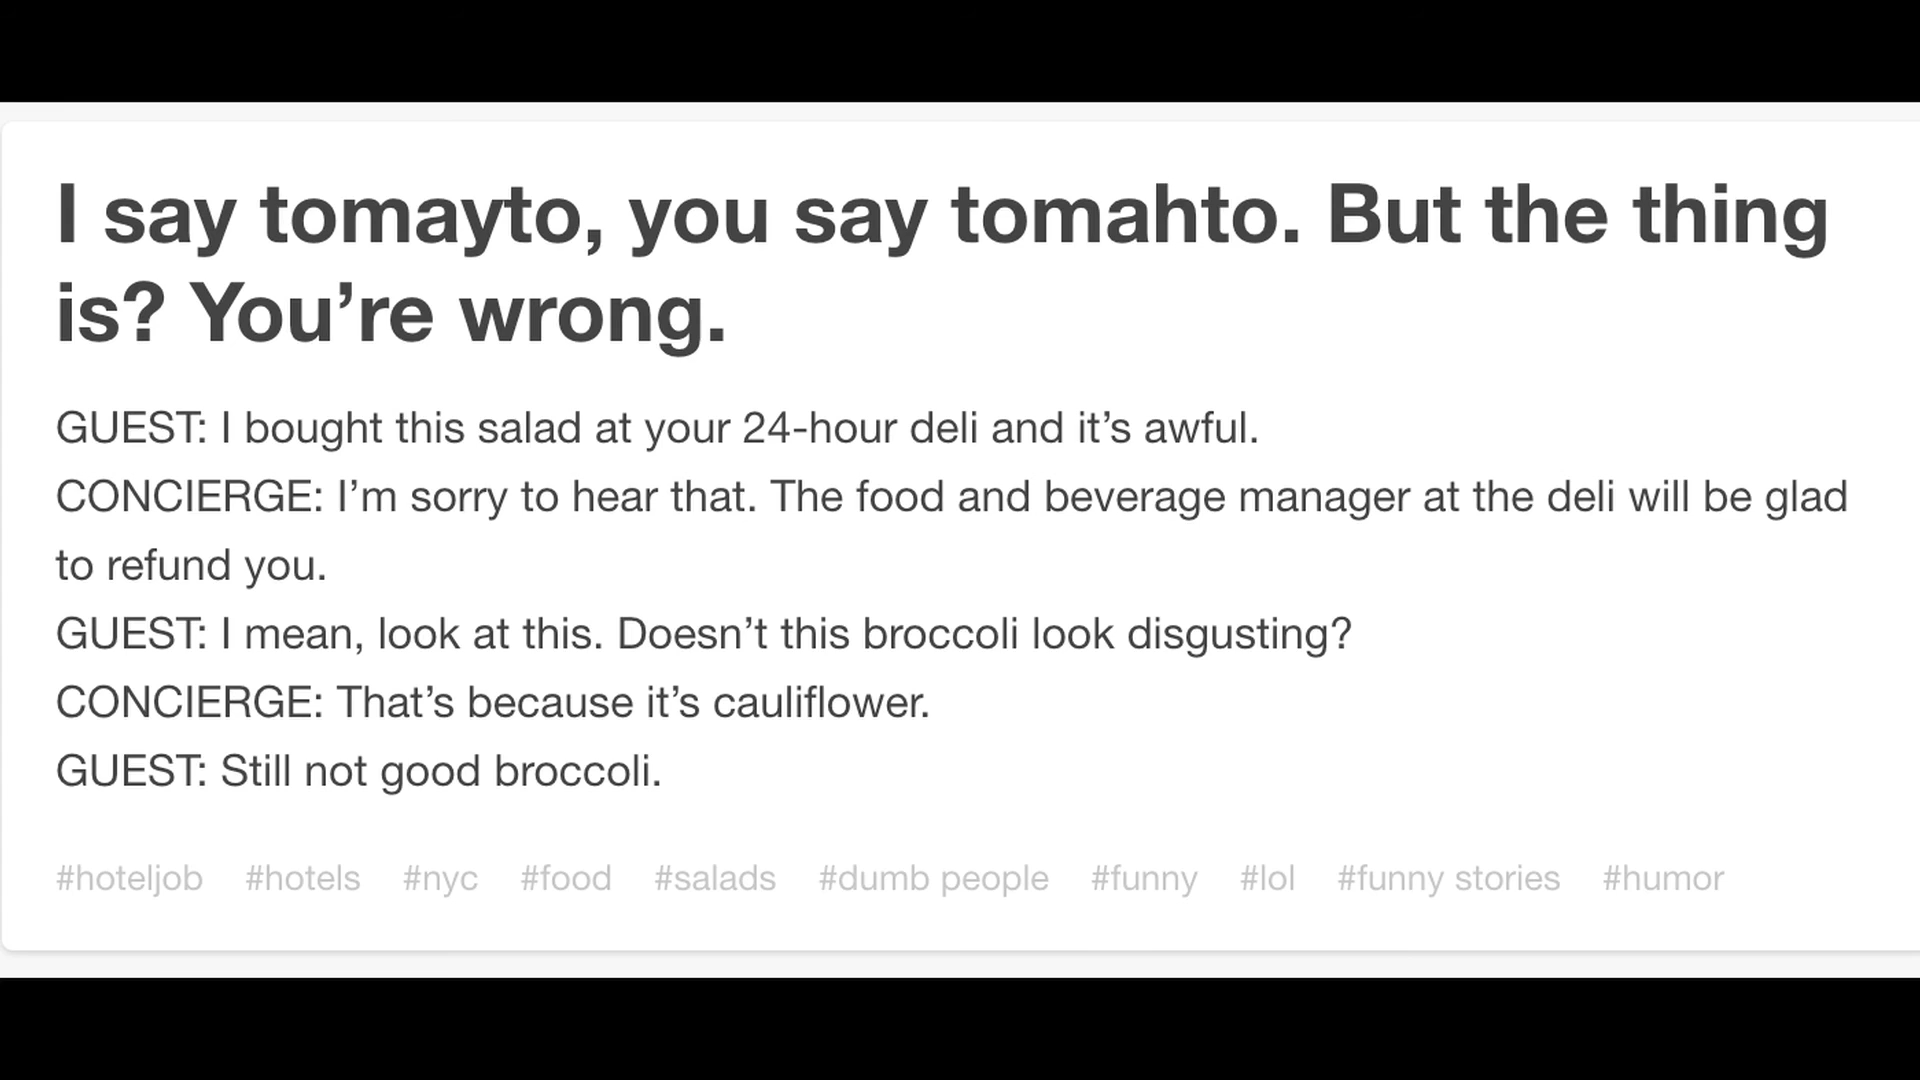 I say tomayto, you say tomahto. But the thing
is? You’re wrong.
GUEST: I bought this salad at your 24-hour deli and it’s awful.
CONCIERGE: I’m sorry to hear that. The food and beverage manager at the deli will be glad
to refund you.
GUEST: I mean, look at this. Doesn’t this broccoli look disgusting?
CONCIERGE: That’s because it’s cauliflower.
GUEST: Still not good broccoli.
#hoteljob #hotels #nyc #food #salads #dumb people #funny #lol #funny stories #humor